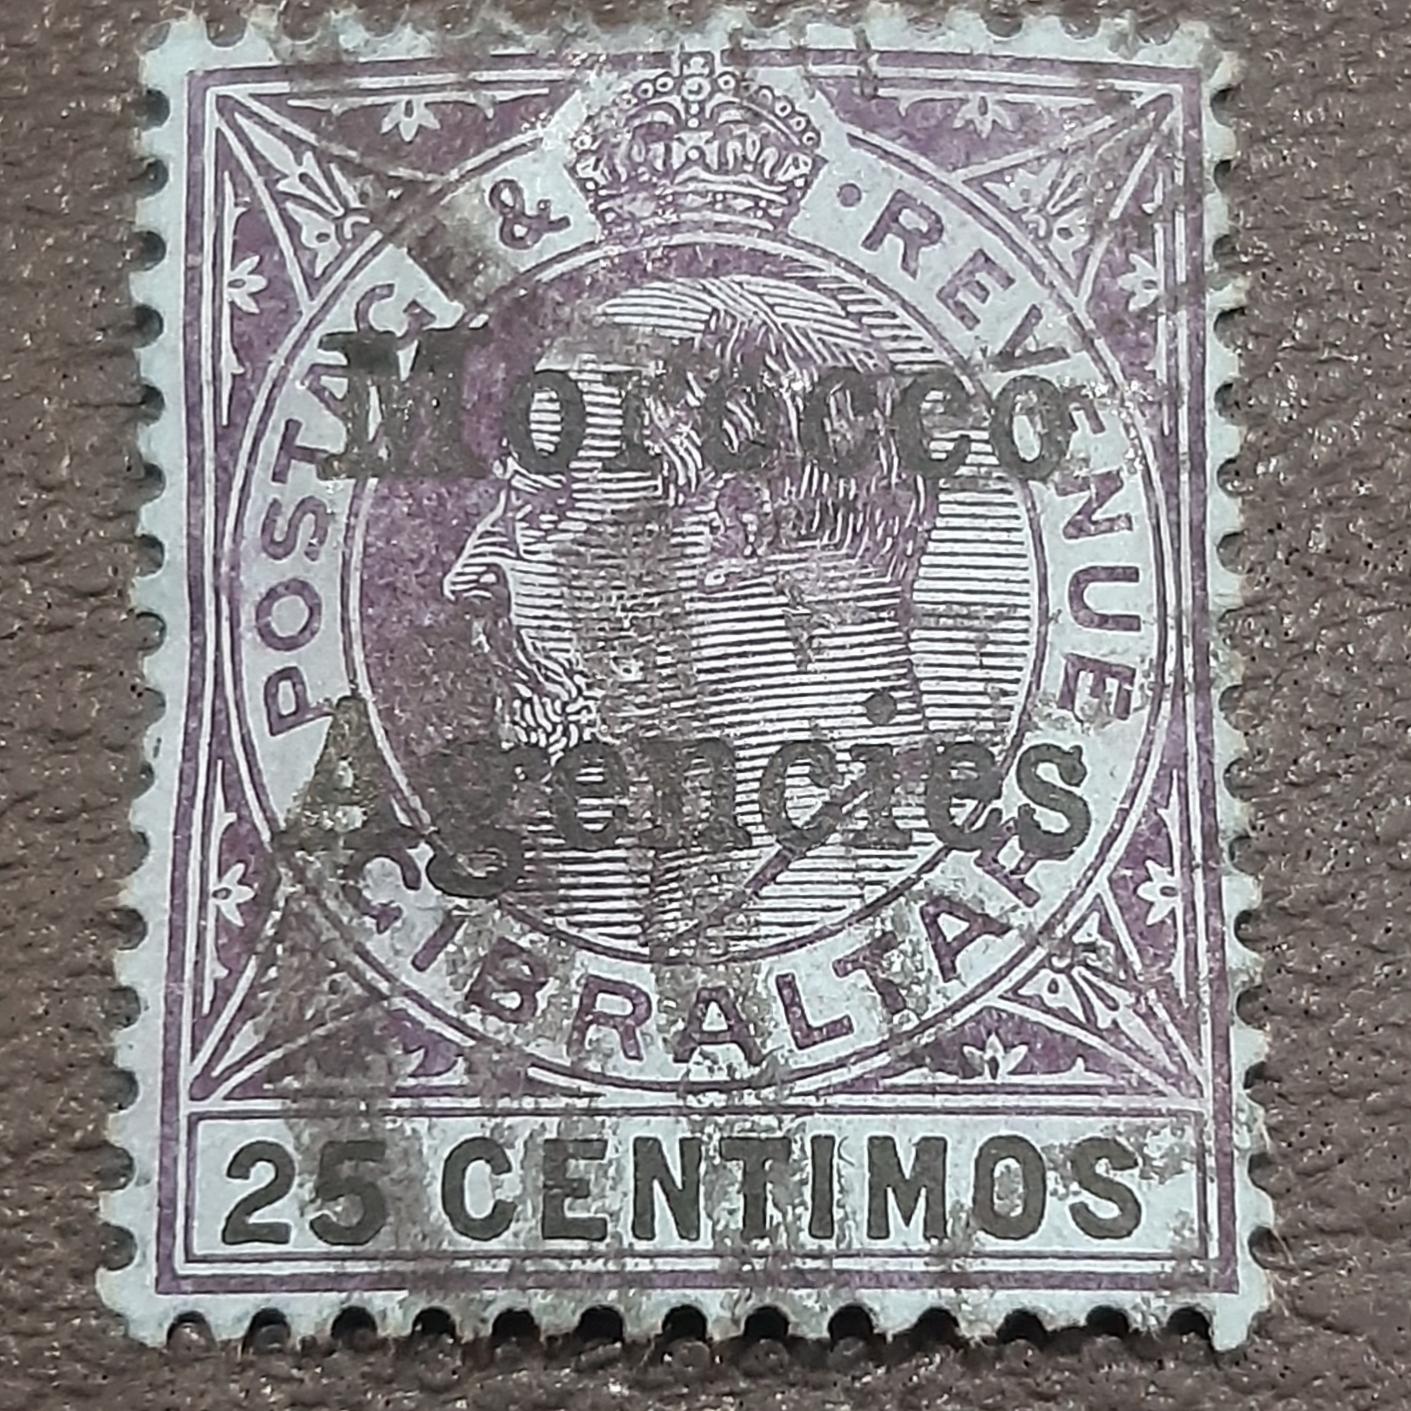 POSTAGE & REVENUE
Morocco
Agencies
GIBRALTAR
25 CENTIMOS